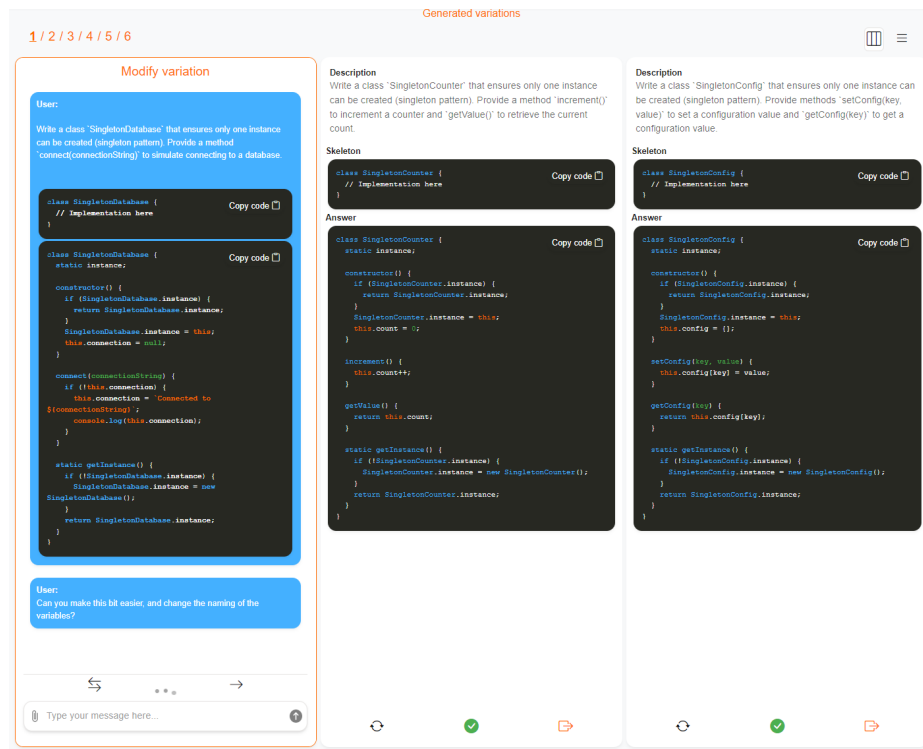 Generated variations
1 / 2 / 3 / 4 / 5 / 6
Modify variation
User:
Write a class `SingletonDatabase` that ensures only one instance
can be created (singleton pattern). Provide a method
`connect(connectionString)` to simulate connecting to a database.
class SingletonDatabase {
  // Implementation here
}
Copy code
class SingletonDatabase {
  static instance;
  constructor() {
    if (SingletonDatabase.instance) {
      return SingletonDatabase.instance;
    }
    SingletonDatabase.instance = this;
    this.connection = null;
  }
  connect(connectionString) {
    if (!this.connection) {
      this.connection = `Connected to
${connectionString}`;
      console.log(this.connection);
    }
  }
  static getInstance() {
    if (!SingletonDatabase.instance) {
      SingletonDatabase.instance = new
SingletonDatabase();
    }
    return SingletonDatabase.instance;
  }
}
Copy code
User:
Can you make this bit easier, and change the naming of the
variables?
Type your message here...
Description
Write a class `SingletonCounter` that ensures only one instance
can be created (singleton pattern). Provide a method `increment()`
to increment a counter and `getValue()` to retrieve the current
count.
Skeleton
class SingletonCounter {
  // Implementation here
}
Copy code
Answer
class SingletonCounter {
  static instance;
  constructor() {
    if (SingletonCounter.instance) {
      return SingletonCounter.instance;
    }
    SingletonCounter.instance = this;
    this.count = 0;
  }
  increment() {
    this.count++;
  }
  getValue() {
    return this.count;
  }
  static getInstance() {
    if (!SingletonCounter.instance) {
      SingletonCounter.instance = new SingletonCounter();
    }
    return SingletonCounter.instance;
  }
}
Copy code
Description
Write a class `SingletonConfig` that ensures only one instance can
be created (singleton pattern). Provide methods `setConfig(key,
value)` to set a configuration value and `getConfig(key)` to get a
configuration value.
Skeleton
class SingletonConfig {
  // Implementation here
}
Copy code
Answer
class SingletonConfig {
  static instance;
  constructor() {
    if (SingletonConfig.instance) {
      return SingletonConfig.instance;
    }
    SingletonConfig.instance = this;
    this.config = {};
  }
  setConfig(key, value) {
    this.config[key] = value;
  }
  getConfig(key) {
    return this.config[key];
  }
  static getInstance() {
    if (!SingletonConfig.instance) {
      SingletonConfig.instance = new SingletonConfig();
    }
    return SingletonConfig.instance;
  }
}
Copy code